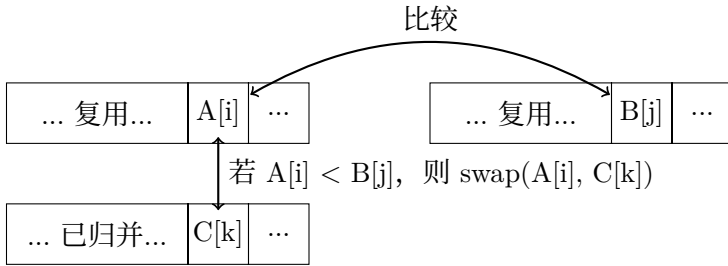 比较
... 复用... A[i] ... ... 复用... B[j] ...
若 A[i] < B[j]，则 swap(A[i], C[k])
... 已归并... C[k] ...